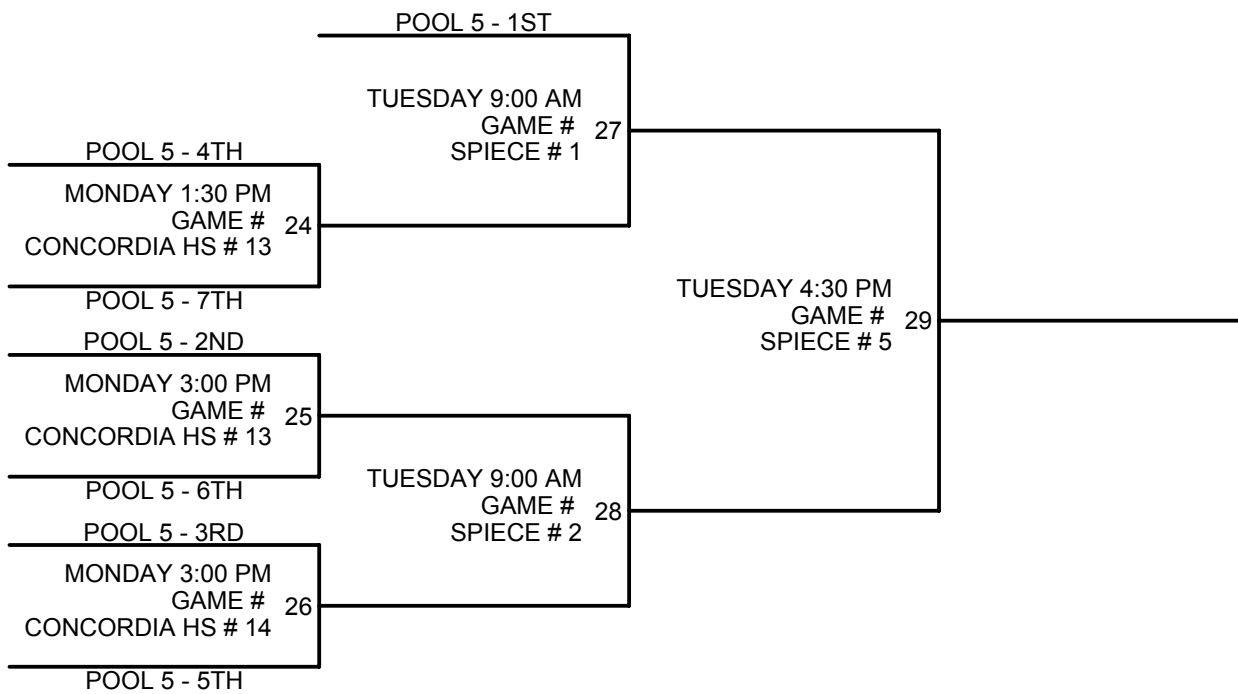 POOL 5 - 1ST
TUESDAY 9:00 AM
GAME # 27
SPIECE # 1
POOL 5 - 4TH
MONDAY 1:30 PM
GAME # 24
CONCORDIA HS # 13
POOL 5 - 7TH
TUESDAY 4:30 PM
GAME # 29
SPIECE # 5
POOL 5 - 2ND
MONDAY 3:00 PM
GAME # 25
CONCORDIA HS # 13
POOL 5 - 6TH
TUESDAY 9:00 AM
GAME # 28
SPIECE # 2
POOL 5 - 3RD
MONDAY 3:00 PM
GAME # 26
CONCORDIA HS # 14
POOL 5 - 5TH